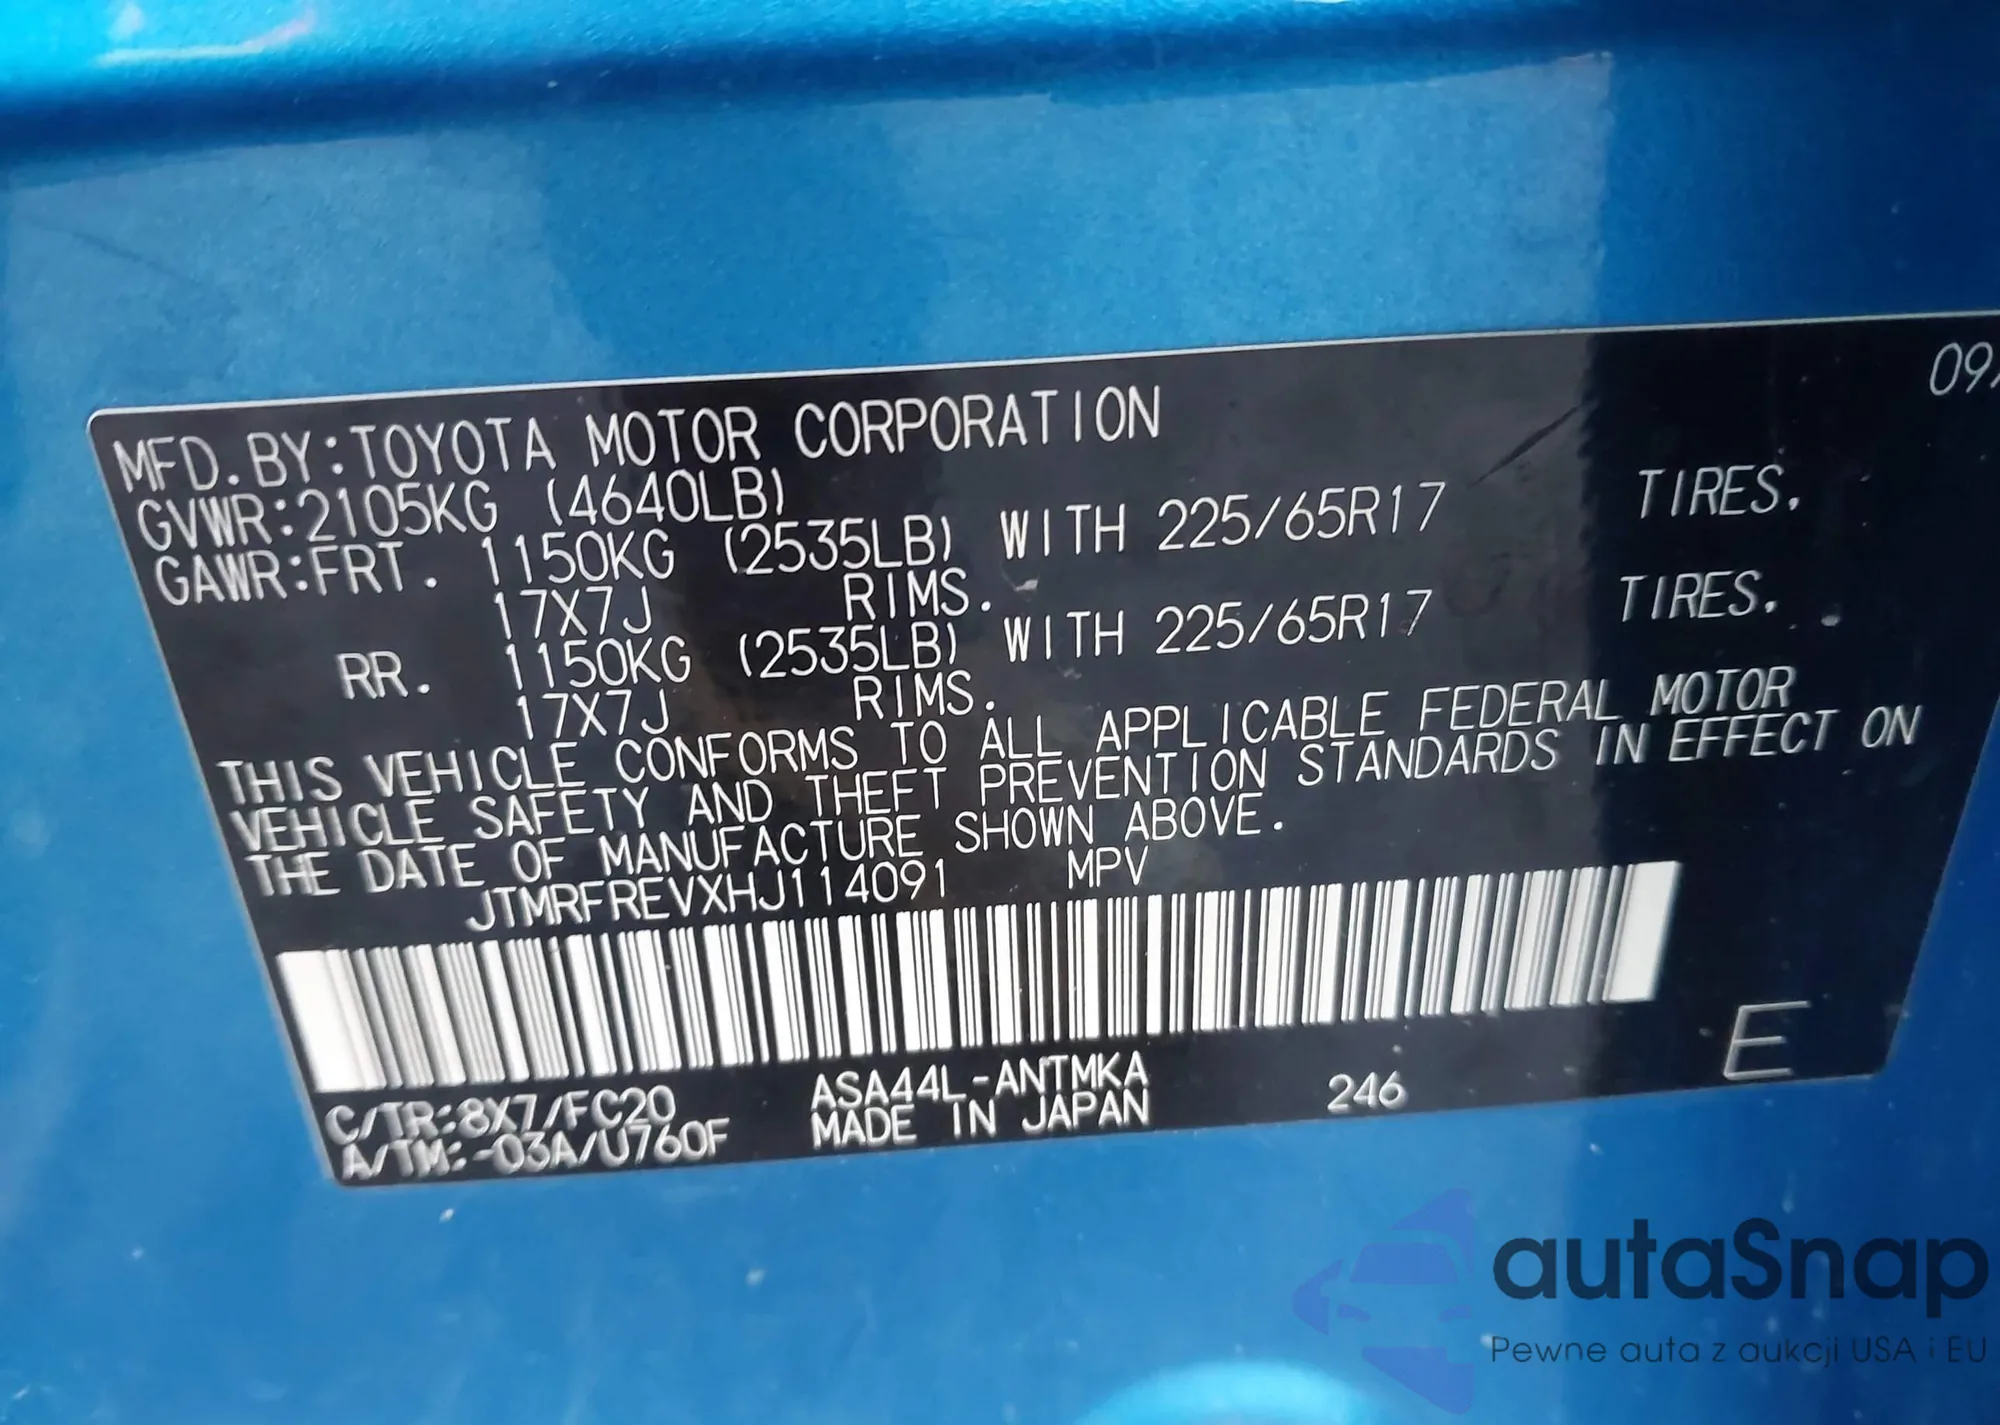 09/
MFD.BY:TOYOTA MOTOR CORPORATION
GVWR:2105KG (4640LB)
GAWR:FRT. 1150KG (2535LB) WITH 225/65R17 TIRES.
17X7J RIMS.
RR. 1150KG (2535LB) WITH 225/65R17 TIRES.
17X7J RIMS.
THIS VEHICLE CONFORMS TO ALL APPLICABLE FEDERAL MOTOR
VEHICLE SAFETY AND THEFT PREVENTION STANDARDS IN EFFECT ON
THE DATE OF MANUFACTURE SHOWN ABOVE.
JTMRFREVXHJ114091 MPV
C/TR:8X7/FC20 ASA44L-ANTMKA 246 E
A/TM:-03A/U760F MADE IN JAPAN
autaSnap
Pewne auta z aukcji USA i EU